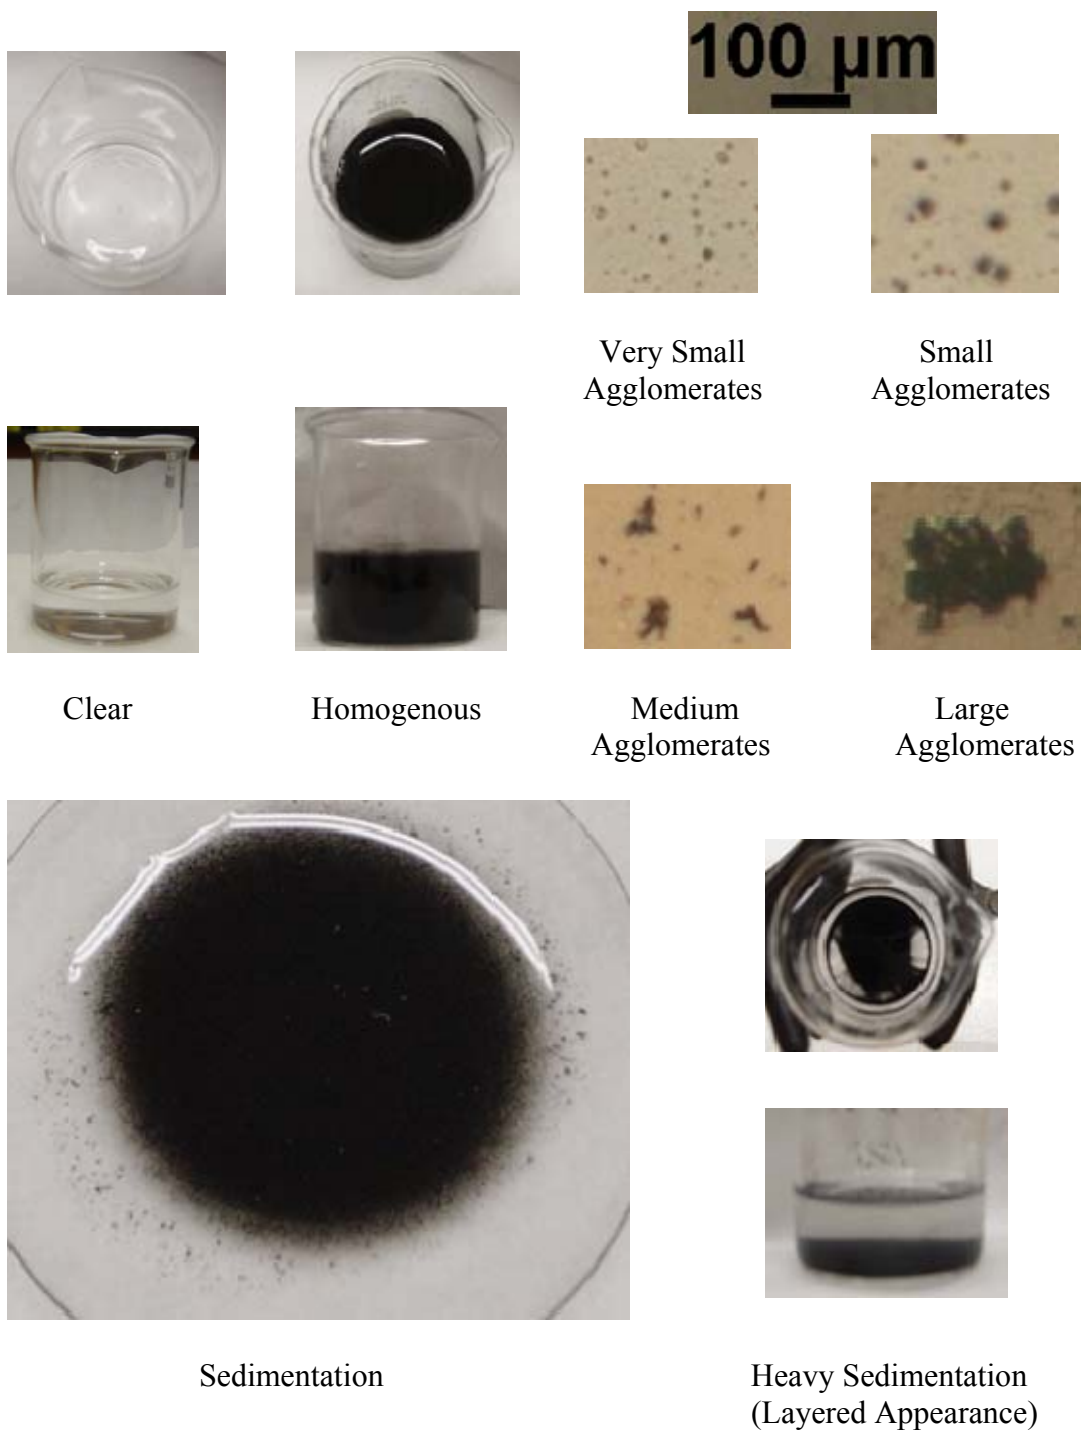 100 µm
Very Small
Agglomerates
Small
Agglomerates
Clear
Homogenous
Medium
Agglomerates
Large
Agglomerates
Sedimentation
Heavy Sedimentation
(Layered Appearance)